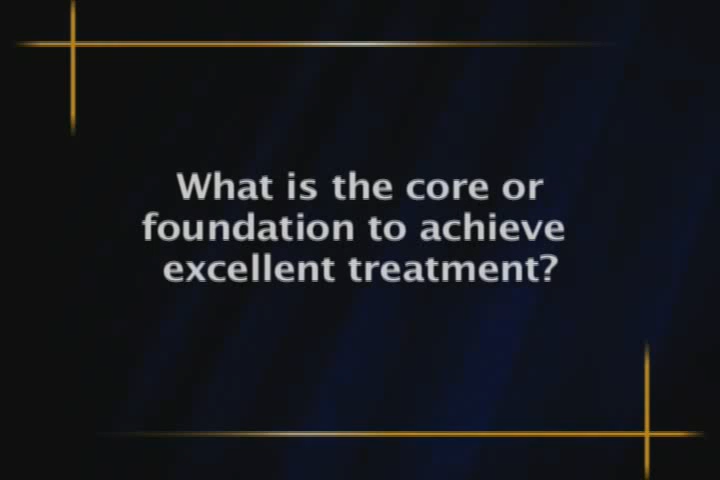 What is the core or
foundation to achieve
excellent treatment?